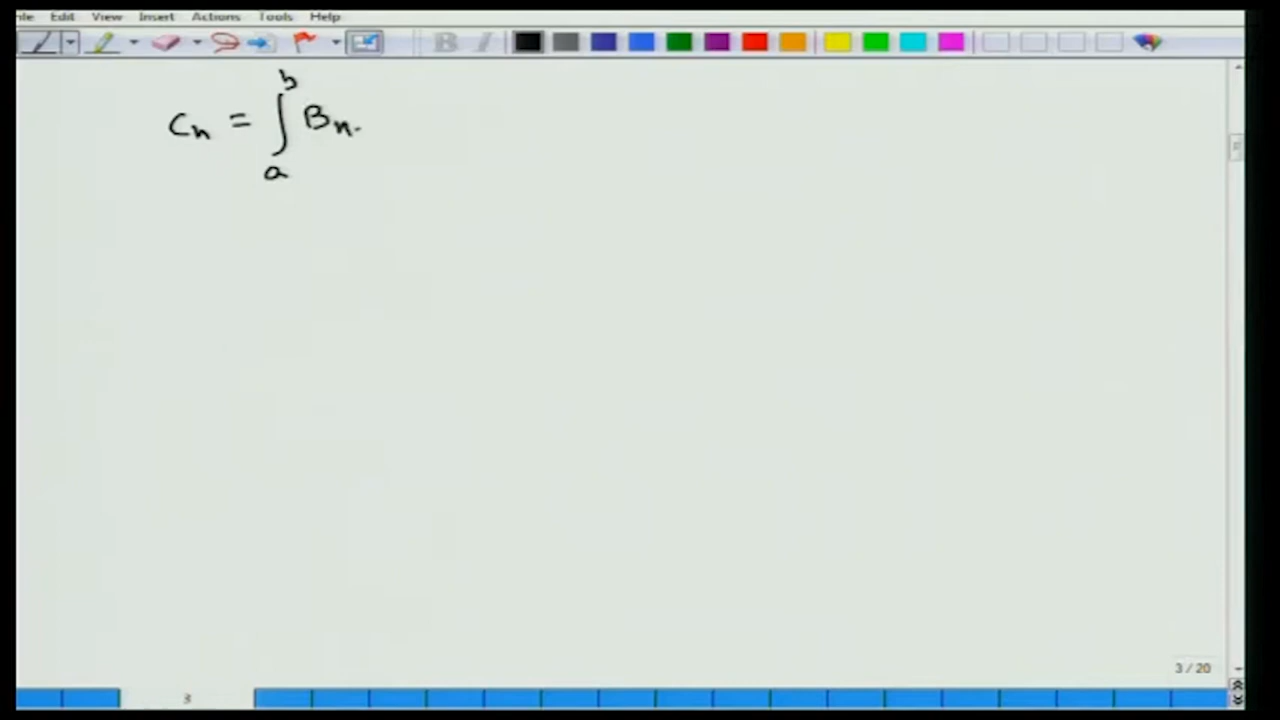 File Edit View Insert Actions Tools Help
B I
b
Cn = ∫ Bn.
a
3 / 20
3